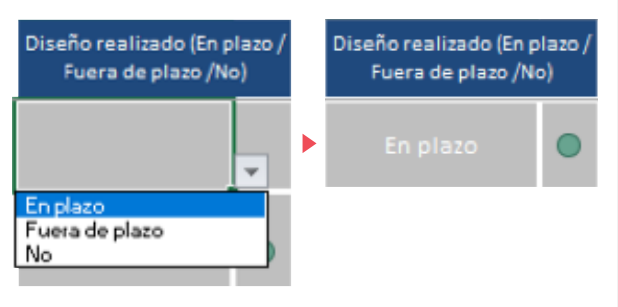 Diseño realizado (En plazo /
Fuera de plazo /No)
En plazo
Fuera de plazo
No
Diseño realizado (En plazo /
Fuera de plazo /No)
En plazo